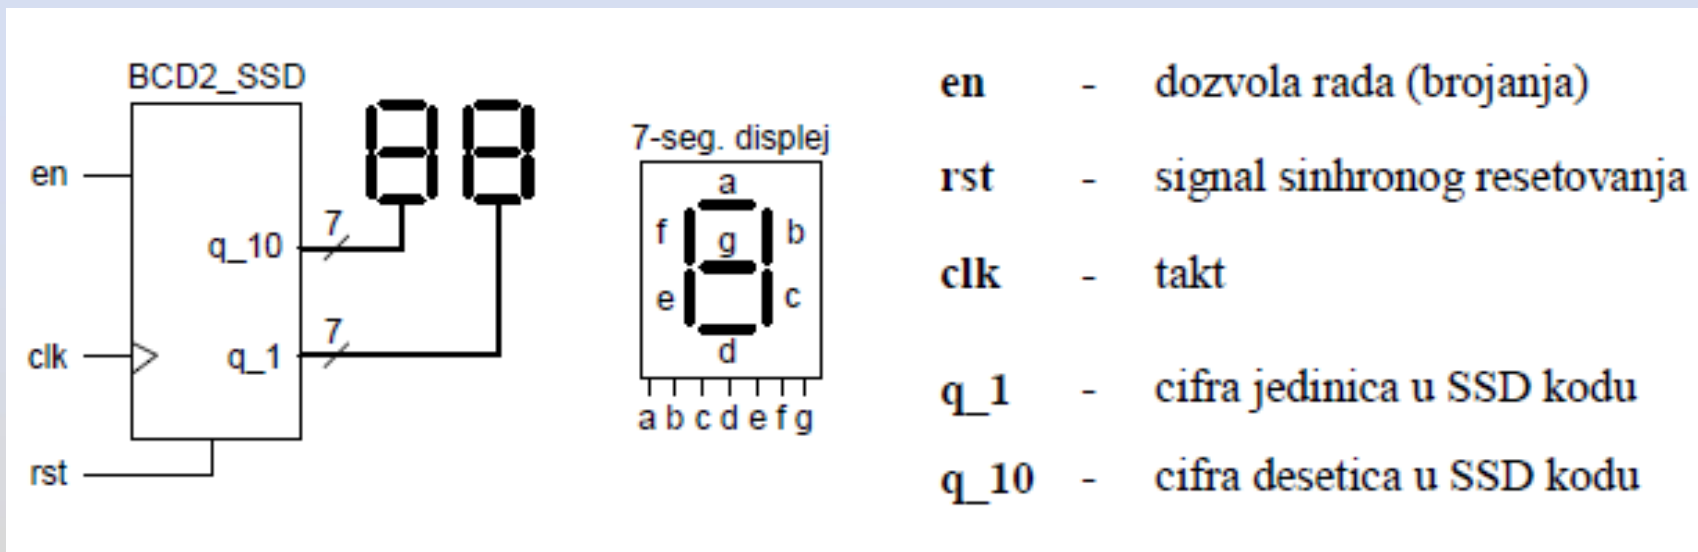 BCD2_SSD
en
7
q_10
7
clk
q_1
rst
7-seg. displej
a
f
g
b
e
c
d
a b c d e f g
en - dozvola rada (brojanja)
rst - signal sinhronog resetovanja
clk - takt
q_1 - cifra jedinica u SSD kodu
q_10 - cifra desetica u SSD kodu